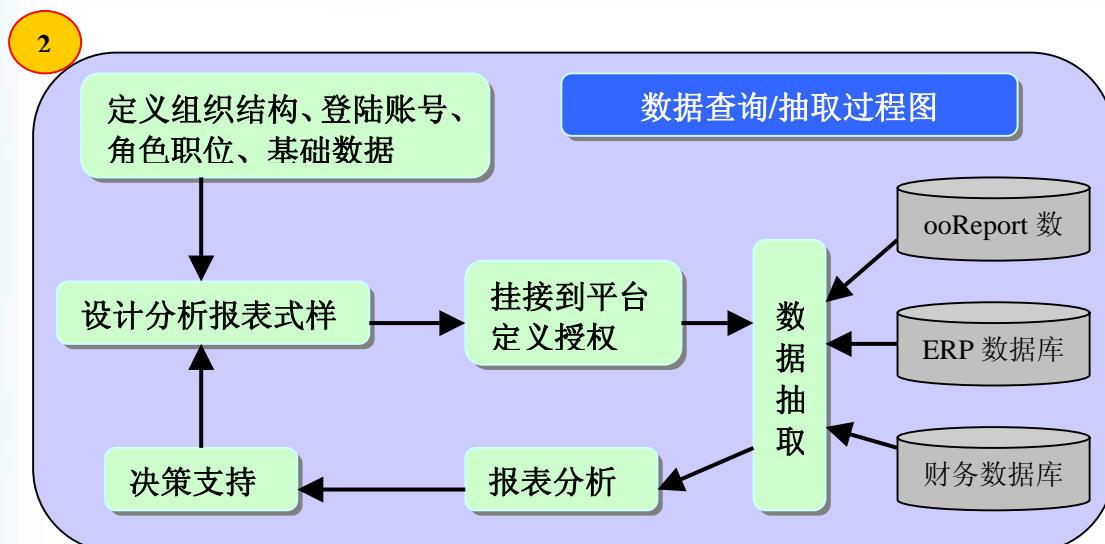 2
定义组织结构、登陆账号、
角色职位、基础数据
数据查询/抽取过程图
ooReport 数
设计分析报表式样
挂接到平台
定义授权
数
据
抽
取
ERP 数据库
决策支持
报表分析
财务数据库